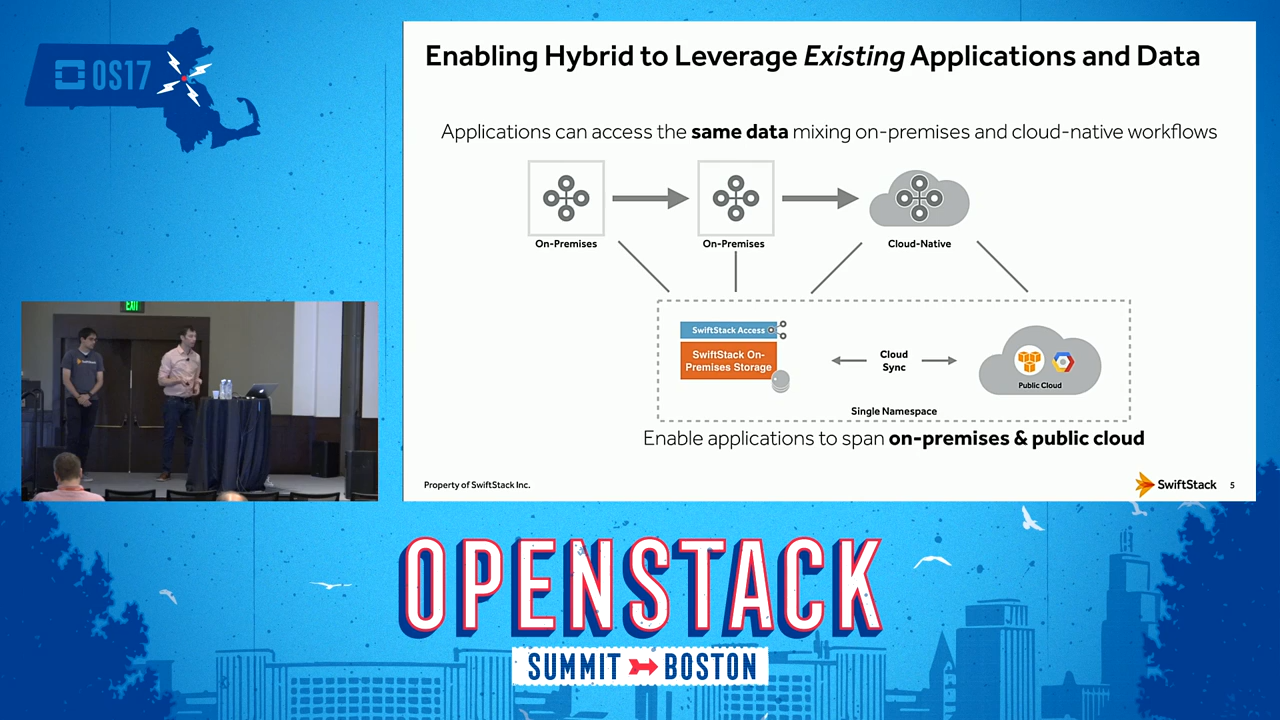 OS17
Enabling Hybrid to Leverage Existing Applications and Data
Applications can access the same data mixing on-premises and cloud-native workflows
On-Premises
On-Premises
Cloud-Native
SwiftStack Access
SwiftStack On-
Premises Storage
Cloud
Sync
Public Cloud
Single Namespace
Enable applications to span on-premises & public cloud
Property of SwiftStack Inc.
SwiftStack
5
EXIT
SwiftStack
OPENSTACK
SUMMIT BOSTON